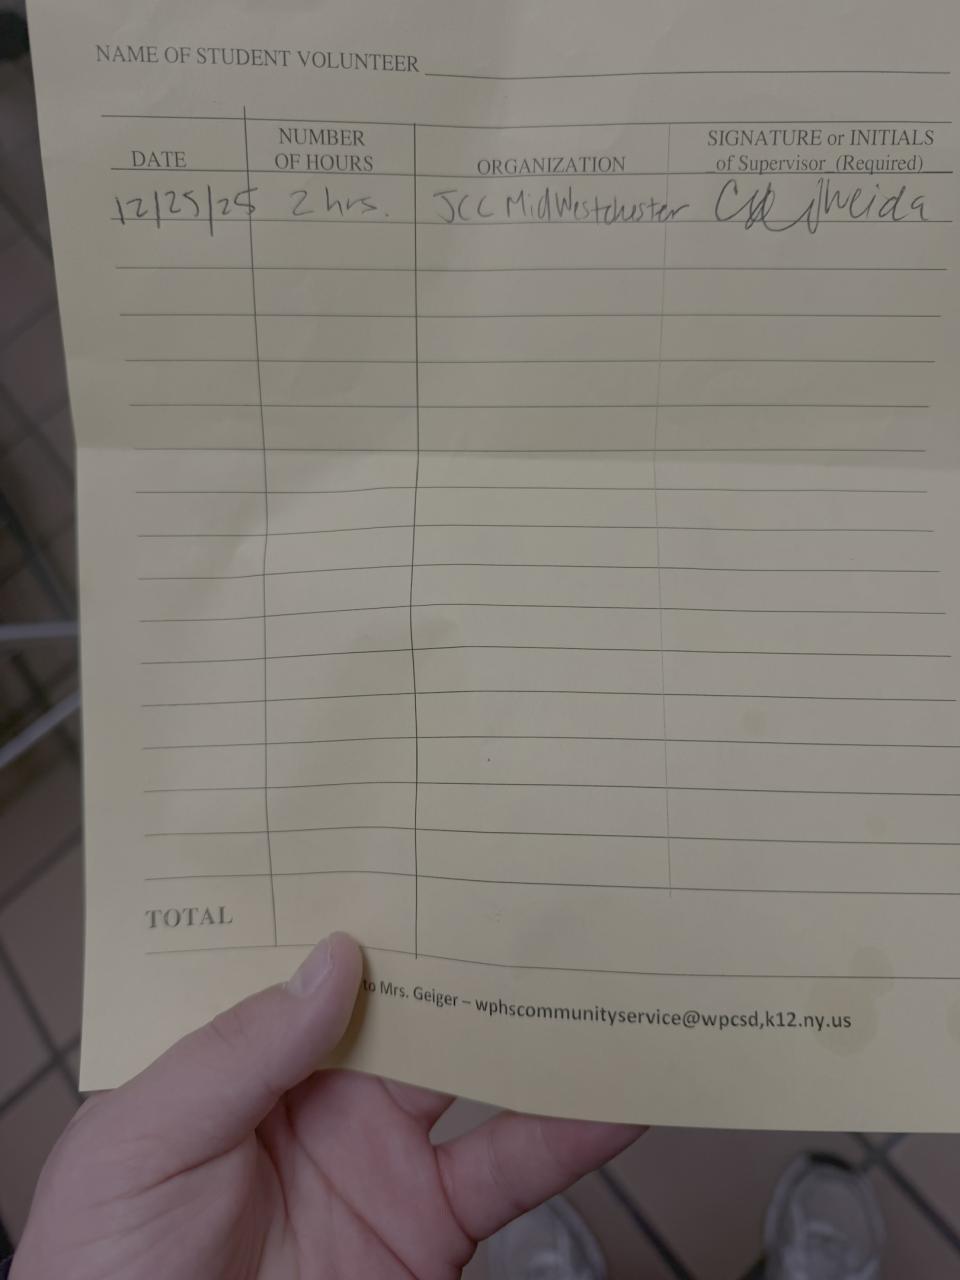 NAME OF STUDENT VOLUNTEER
DATE NUMBER OF HOURS ORGANIZATION SIGNATURE or INITIALS of Supervisor (Required)
12/25/25 2 hrs. JCC MidWestchester
TOTAL
to Mrs. Geiger – wphscommunityservice@wpcsd,k12.ny.us